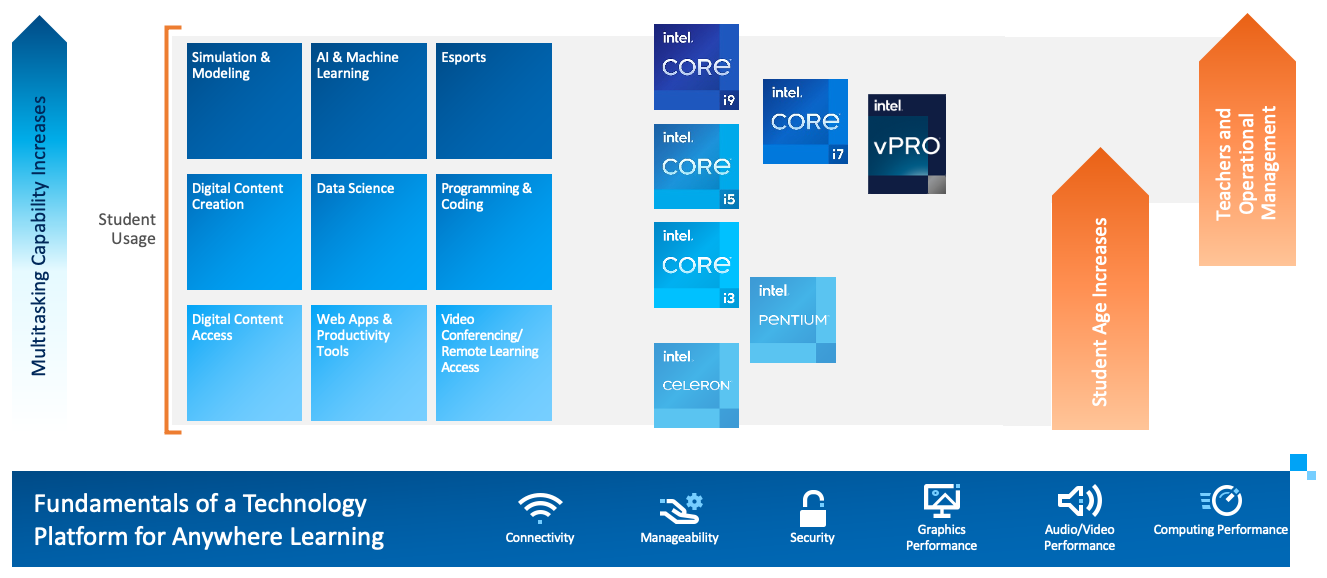 Multitasking Capability Increases
Student
Usage
Simulation &
Modeling
AI & Machine
Learning
Esports
Digital Content
Creation
Data Science
Programming &
Coding
Digital Content
Access
Web Apps &
Productivity
Tools
Video
Conferencing/
Remote Learning
Access
intel.
CORE
i9
intel.
CORE
i7
intel.
vPRO
intel.
CORE
i5
intel.
CORE
i3
intel.
PENTIUM
intel.
CELERON
Student Age Increases
Teachers and
Operational
Management
Fundamentals of a Technology
Platform for Anywhere Learning
Connectivity
Manageability
Security
Graphics
Performance
Audio/Video
Performance
Computing Performance